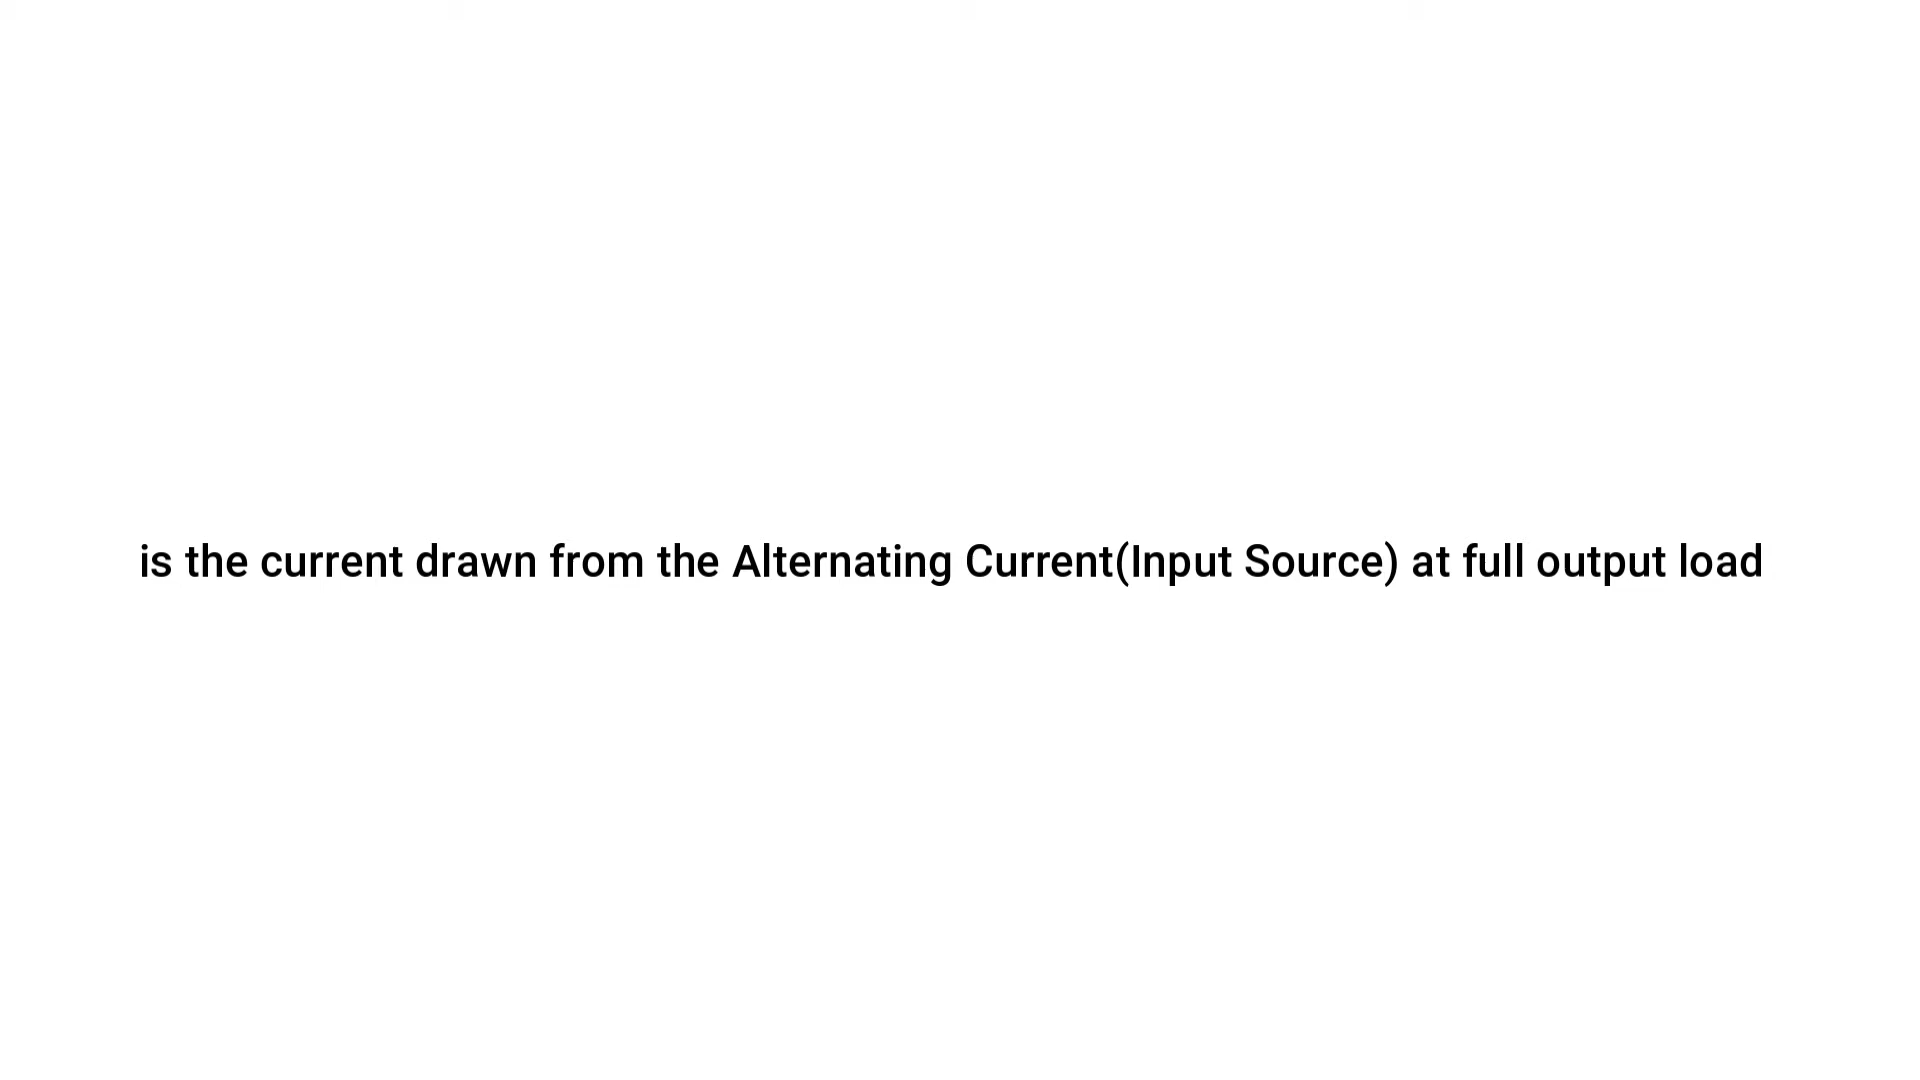 is the current drawn from the Alternating Current(Input Source) at full output load